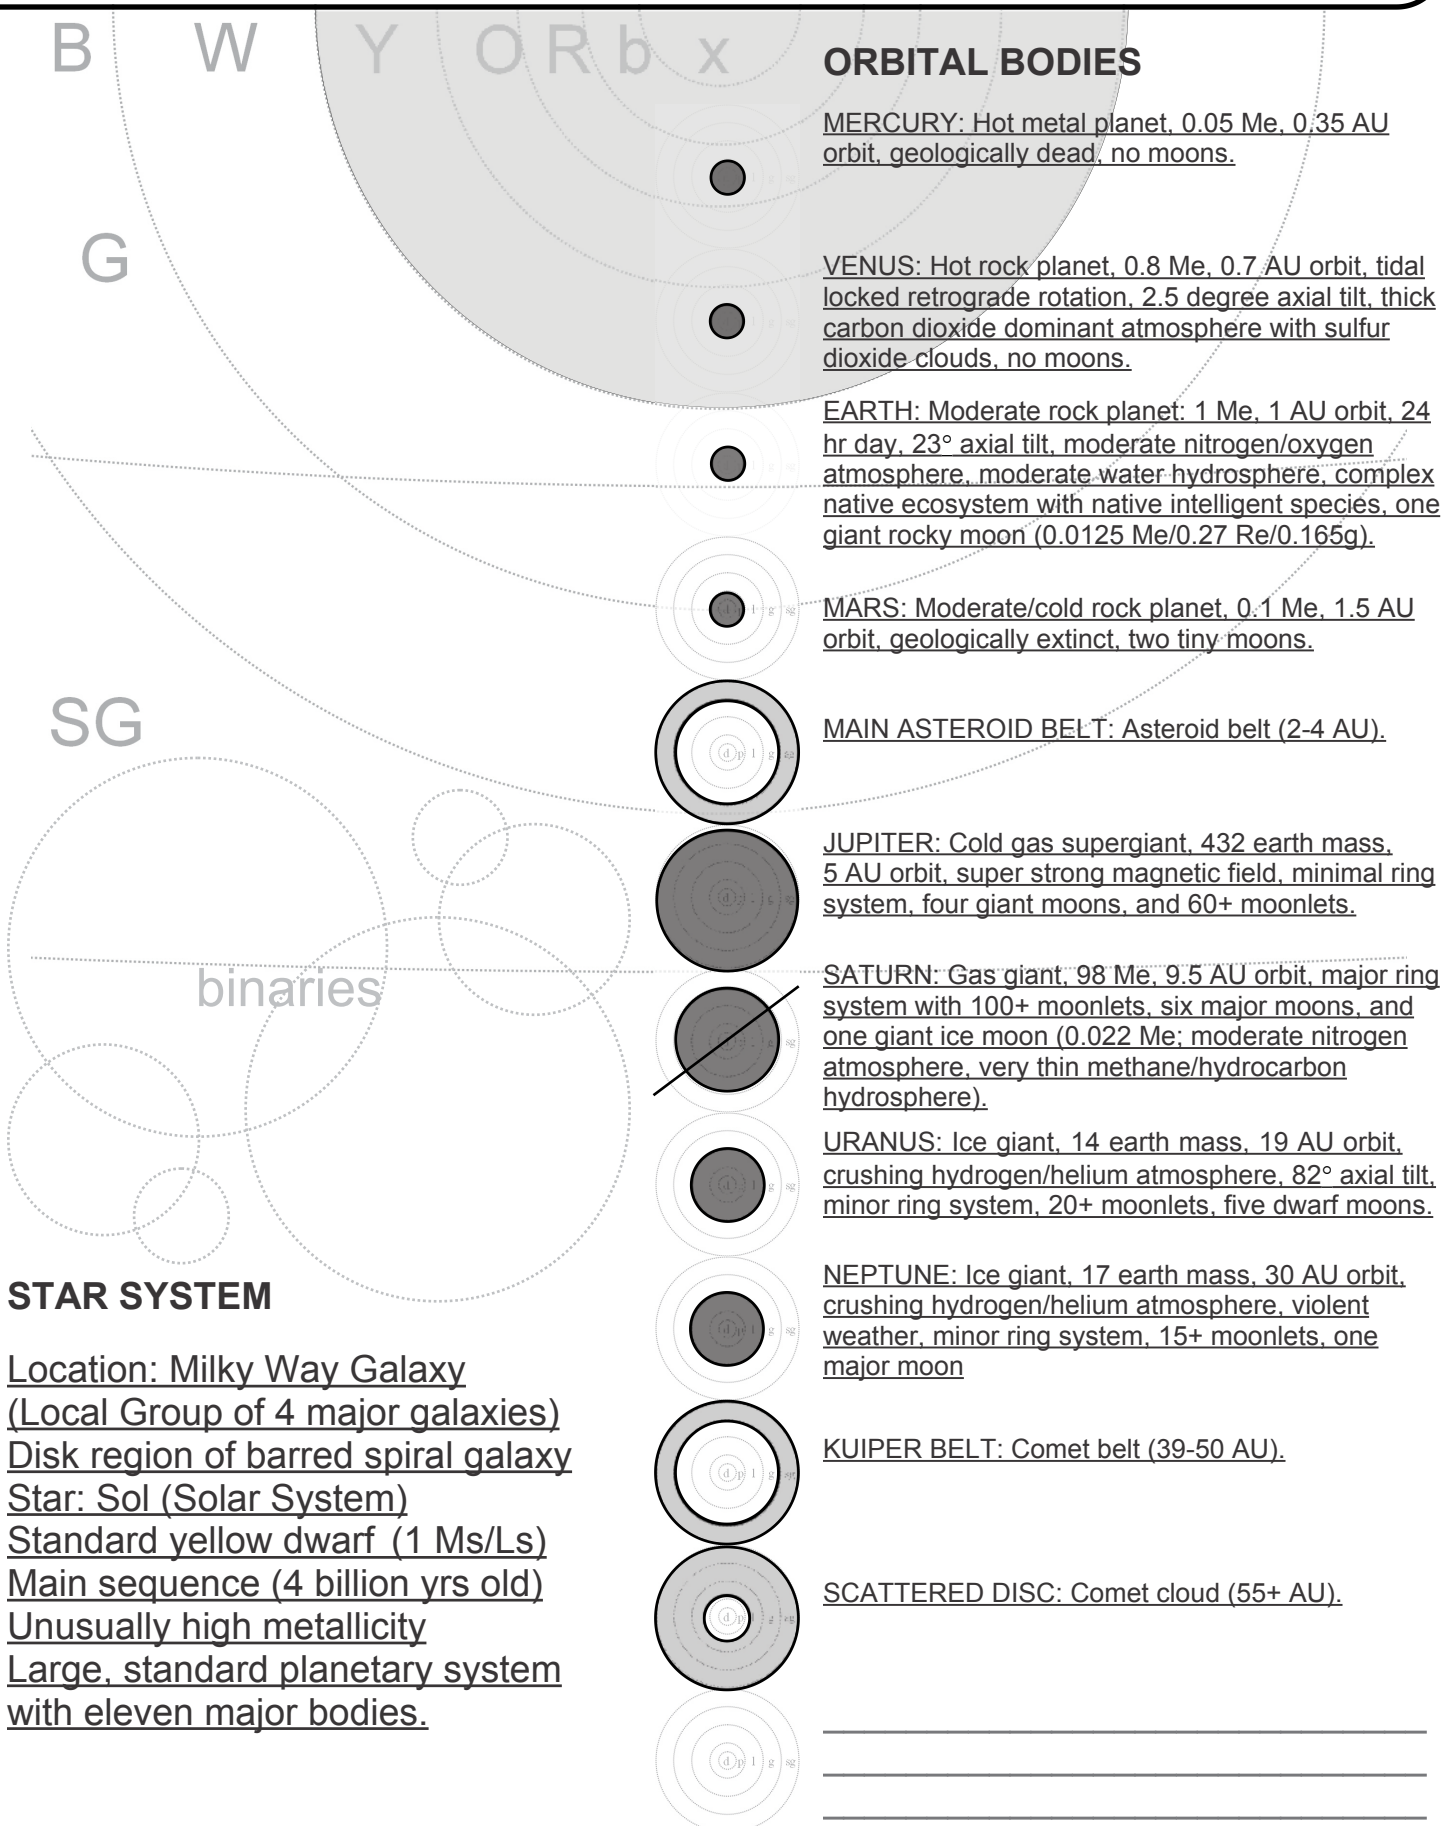 B W Y O R b x
ORBITAL BODIES
MERCURY: Hot metal planet, 0.05 Me, 0.35 AU
orbit, geologically dead, no moons.
G
VENUS: Hot rock planet, 0.8 Me, 0.7 AU orbit, tidal
locked retrograde rotation, 2.5 degree axial tilt, thick
carbon dioxide dominant atmosphere with sulfur
dioxide clouds, no moons.
EARTH: Moderate rock planet: 1 Me, 1 AU orbit, 24
hr day, 23° axial tilt, moderate nitrogen/oxygen
atmosphere, moderate water hydrosphere, complex
native ecosystem with native intelligent species, one
giant rocky moon (0.0125 Me/0.27 Re/0.165g).
MARS: Moderate/cold rock planet, 0.1 Me, 1.5 AU
orbit, geologically extinct, two tiny moons.
SG
MAIN ASTEROID BELT: Asteroid belt (2-4 AU).
d p l g sg
JUPITER: Cold gas supergiant, 432 earth mass,
5 AU orbit, super strong magnetic field, minimal ring
system, four giant moons, and 60+ moonlets.
binaries
SATURN: Gas giant, 98 Me, 9.5 AU orbit, major ring
system with 100+ moonlets, six major moons, and
one giant ice moon (0.022 Me; moderate nitrogen
atmosphere, very thin methane/hydrocarbon
hydrosphere).
URANUS: Ice giant, 14 earth mass, 19 AU orbit,
crushing hydrogen/helium atmosphere, 82° axial tilt,
minor ring system, 20+ moonlets, five dwarf moons.
NEPTUNE: Ice giant, 17 earth mass, 30 AU orbit,
crushing hydrogen/helium atmosphere, violent
weather, minor ring system, 15+ moonlets, one
major moon
KUIPER BELT: Comet belt (39-50 AU).
d p l g sg
SCATTERED DISC: Comet cloud (55+ AU).
d p l g sg
d p l g sg
STAR SYSTEM
Location: Milky Way Galaxy
(Local Group of 4 major galaxies)
Disk region of barred spiral galaxy
Star: Sol (Solar System)
Standard yellow dwarf (1 Ms/Ls)
Main sequence (4 billion yrs old)
Unusually high metallicity
Large, standard planetary system
with eleven major bodies.